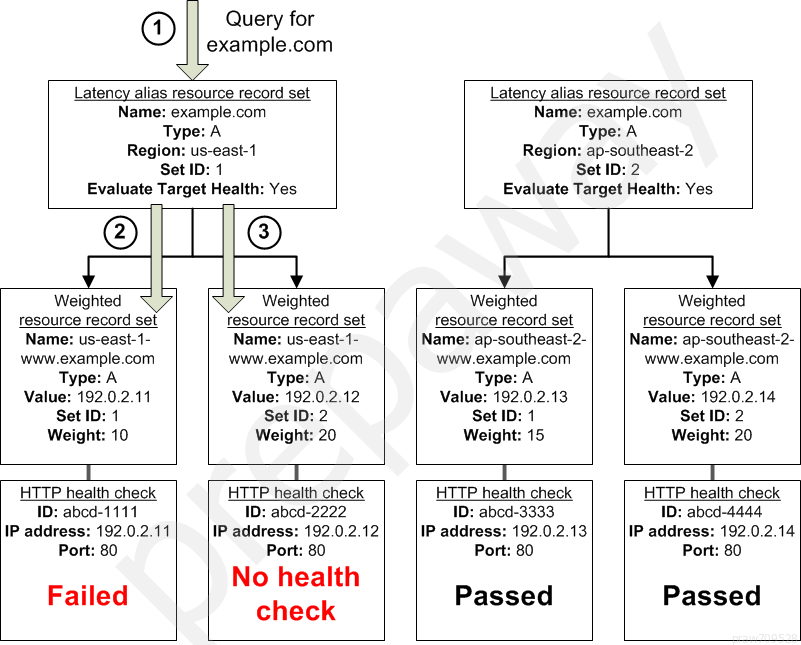 1
Query for
example.com
Latency alias resource record set
Name: example.com
Type: A
Region: us-east-1
Set ID: 1
Evaluate Target Health: Yes
Latency alias resource record set
Name: example.com
Type: A
Region: ap-southeast-2
Set ID: 2
Evaluate Target Health: Yes
2
3
Weighted
resource record set
Name: us-east-1-
www.example.com
Type: A
Value: 192.0.2.11
Set ID: 1
Weight: 10
Weighted
resource record set
Name: us-east-1-
www.example.com
Type: A
Value: 192.0.2.12
Set ID: 2
Weight: 20
Weighted
resource record set
Name: ap-southeast-2-
www.example.com
Type: A
Value: 192.0.2.13
Set ID: 1
Weight: 15
Weighted
resource record set
Name: ap-southeast-2-
www.example.com
Type: A
Value: 192.0.2.14
Set ID: 2
Weight: 20
HTTP health check
ID: abcd-1111
IP address: 192.0.2.11
Port: 80
Failed
HTTP health check
ID: abcd-2222
IP address: 192.0.2.12
Port: 80
No health
check
HTTP health check
ID: abcd-3333
IP address: 192.0.2.13
Port: 80
Passed
HTTP health check
ID: abcd-4444
IP address: 192.0.2.14
Port: 80
Passed
prepaway